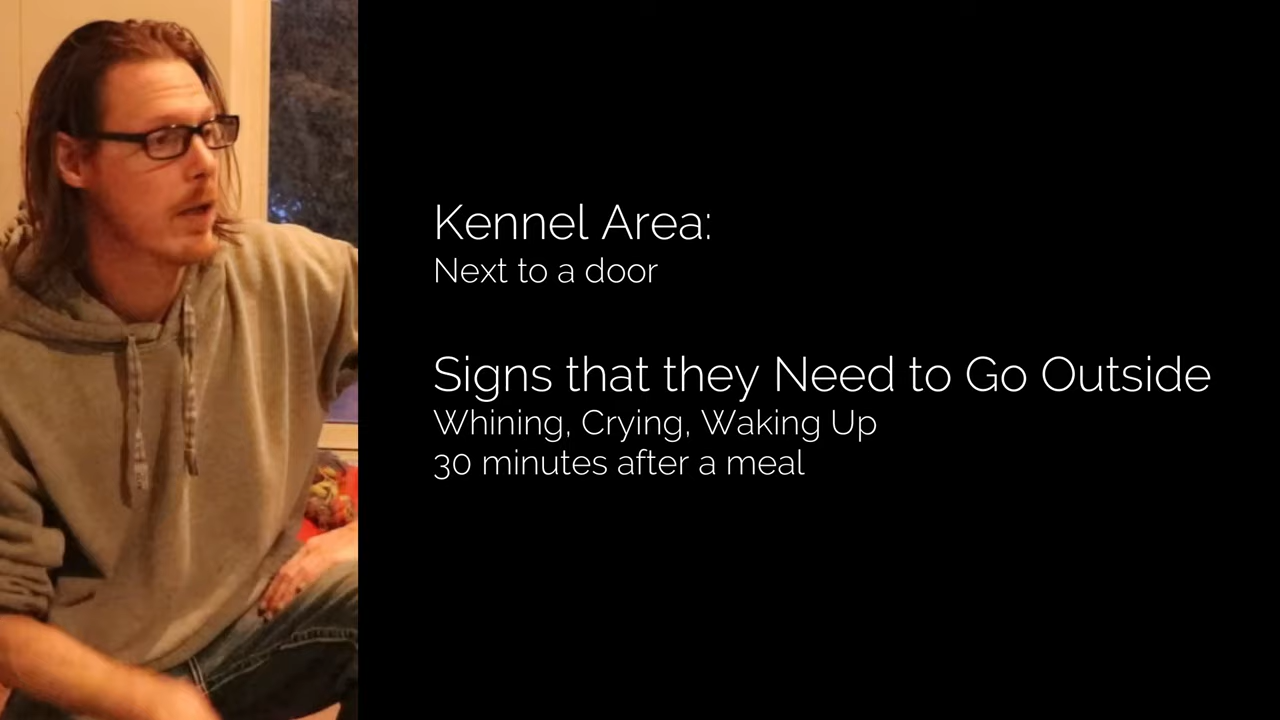 Kennel Area:
Next to a door
Signs that they Need to Go Outside
Whining, Crying, Waking Up
30 minutes after a meal